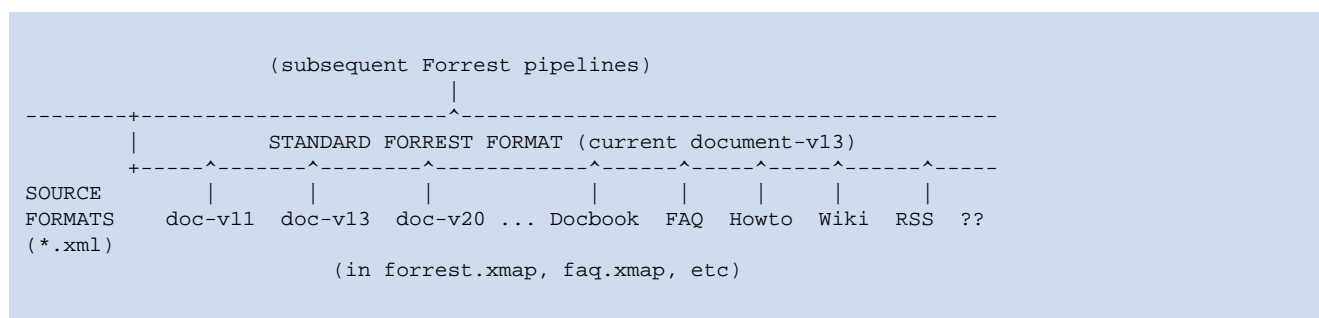 (subsequent Forrest pipelines)
                                 |
--------+------------------------^------------------------------------------
        |          STANDARD FORREST FORMAT (current document-v13)
        +-----^-------^--------^------------^------^-----^-----^------^-----
SOURCE        |       |        |            |      |     |     |      |
FORMATS    doc-v11 doc-v13  doc-v20 ... Docbook  FAQ  Howto  Wiki  RSS  ??
(*.xml)
                       (in forrest.xmap, faq.xmap, etc)